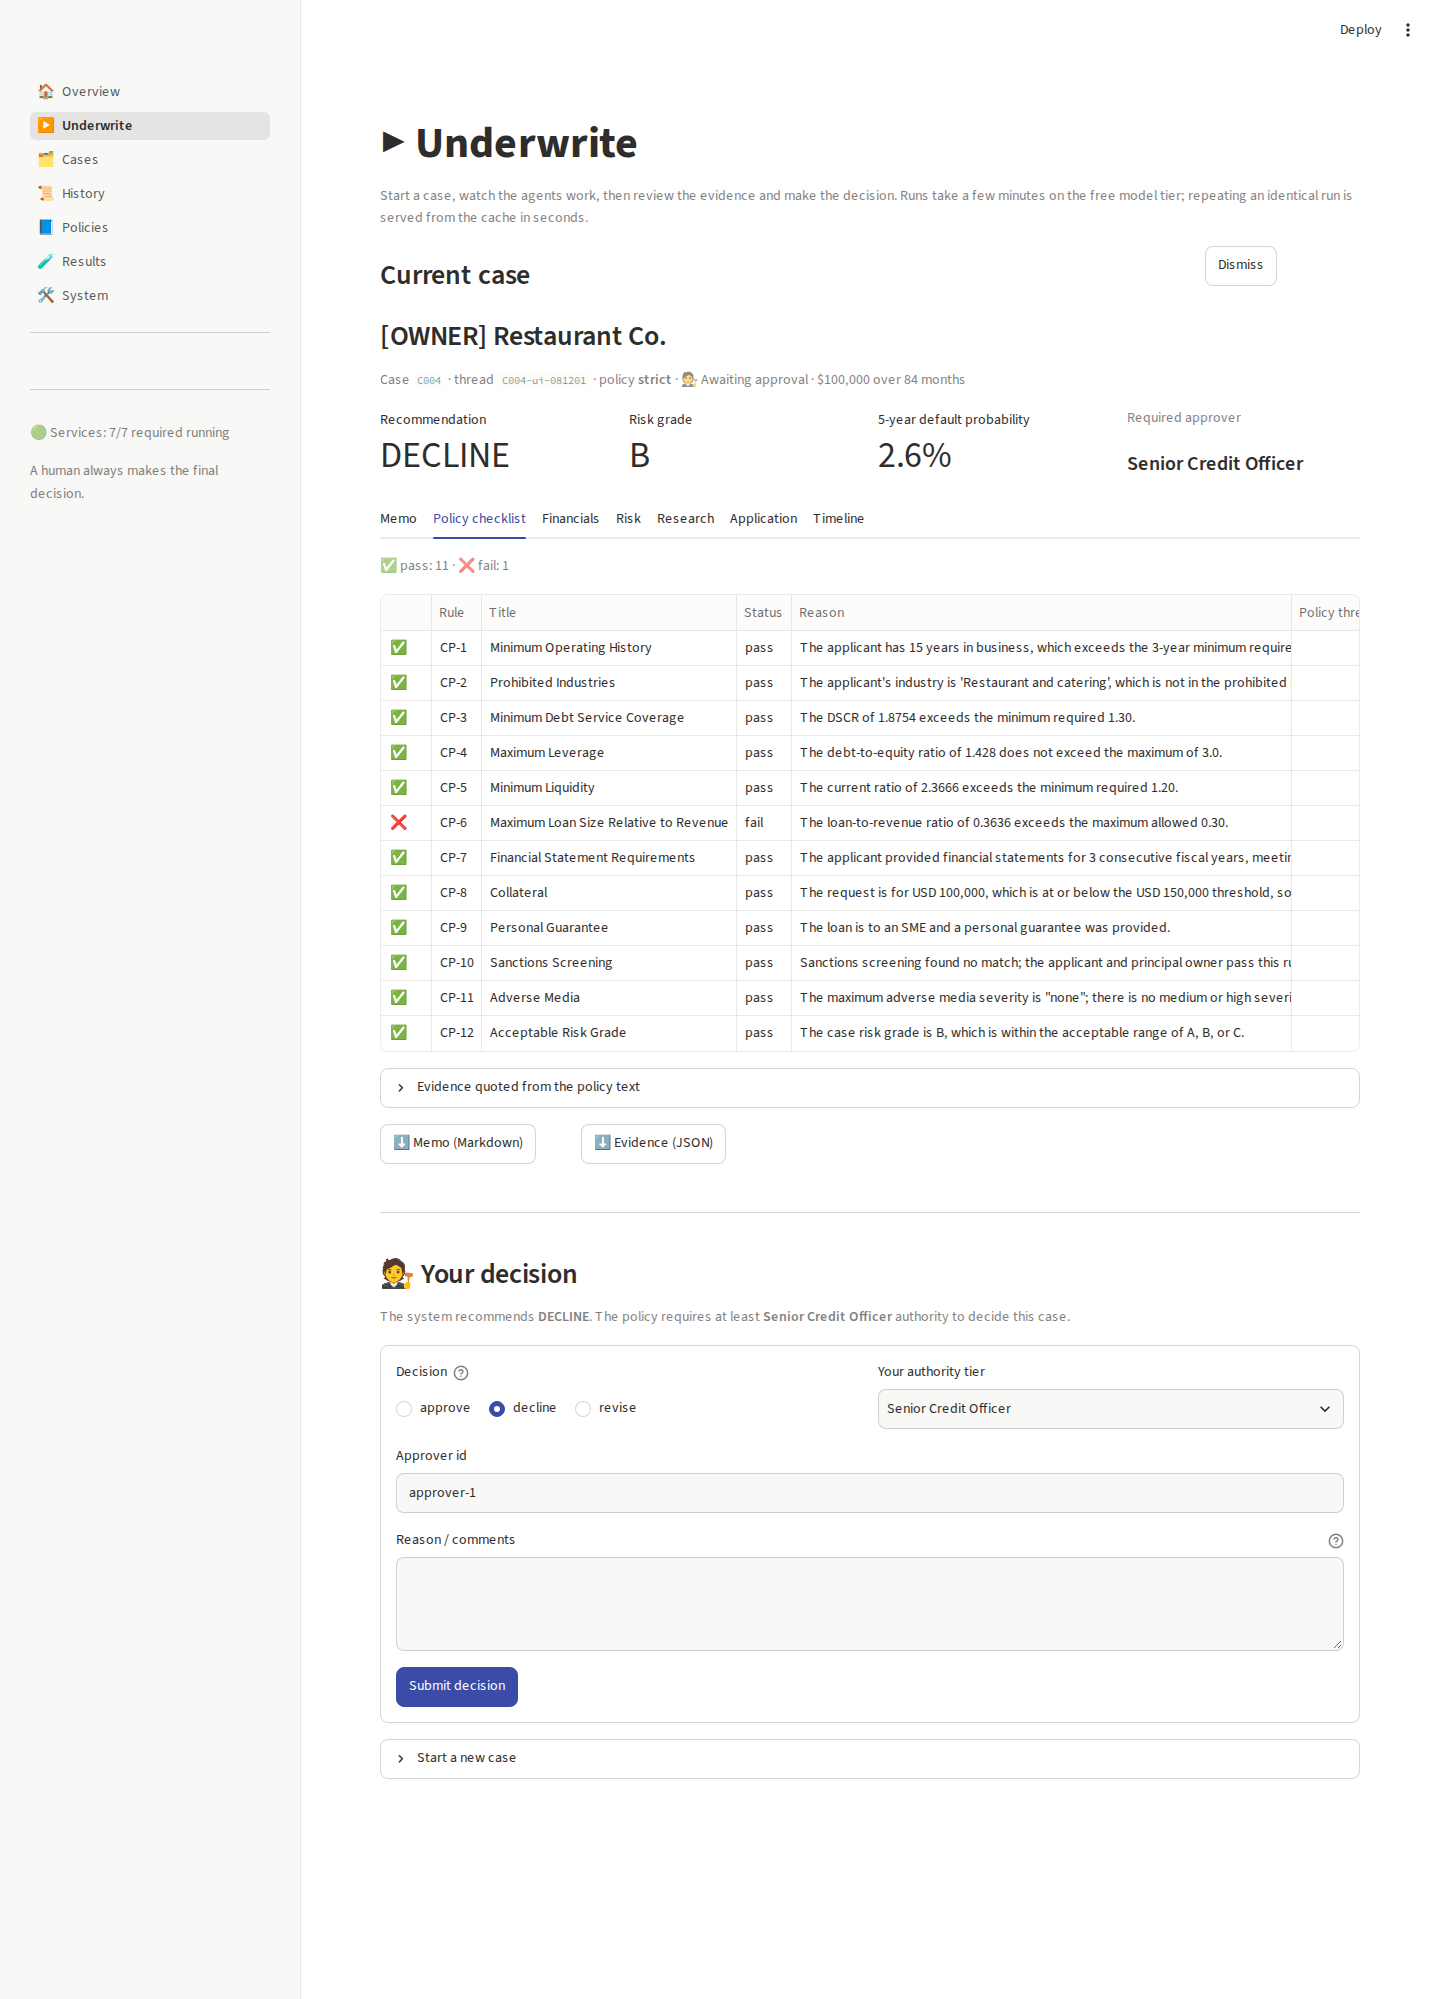 Deploy
Overview
Underwrite
Cases
History
Policies
Results
System
Services: 7/7 required running
A human always makes the final
decision.
Underwrite
Start a case, watch the agents work, then review the evidence and make the decision. Runs take a few minutes on the free model tier; repeating an identical run is
served from the cache in seconds.
Current case
Dismiss
[OWNER] Restaurant Co.
Case C004 · thread C004-ui-081201 · policy strict · Awaiting approval · $100,000 over 84 months
Recommendation
DECLINE
Risk grade
B
5-year default probability
2.6%
Required approver
Senior Credit Officer
Memo Policy checklist Financials Risk Research Application Timeline
✅ pass: 11 · ❌ fail: 1
Rule Title Status Reason Policy thre
✅ CP-1 Minimum Operating History pass The applicant has 15 years in business, which exceeds the 3-year minimum require
✅ CP-2 Prohibited Industries pass The applicant's industry is 'Restaurant and catering', which is not in the prohibited
✅ CP-3 Minimum Debt Service Coverage pass The DSCR of 1.8754 exceeds the minimum required 1.30.
✅ CP-4 Maximum Leverage pass The debt-to-equity ratio of 1.428 does not exceed the maximum of 3.0.
✅ CP-5 Minimum Liquidity pass The current ratio of 2.3666 exceeds the minimum required 1.20.
❌ CP-6 Maximum Loan Size Relative to Revenue fail The loan-to-revenue ratio of 0.3636 exceeds the maximum allowed 0.30.
✅ CP-7 Financial Statement Requirements pass The applicant provided financial statements for 3 consecutive fiscal years, meetin
✅ CP-8 Collateral pass The request is for USD 100,000, which is at or below the USD 150,000 threshold, so
✅ CP-9 Personal Guarantee pass The loan is to an SME and a personal guarantee was provided.
✅ CP-10 Sanctions Screening pass Sanctions screening found no match; the applicant and principal owner pass this ru
✅ CP-11 Adverse Media pass The maximum adverse media severity is "none"; there is no medium or high severi
✅ CP-12 Acceptable Risk Grade pass The case risk grade is B, which is within the acceptable range of A, B, or C.
Evidence quoted from the policy text
Memo (Markdown)
Evidence (JSON)
Your decision
The system recommends DECLINE. The policy requires at least Senior Credit Officer authority to decide this case.
Decision
approve decline revise
Your authority tier
Senior Credit Officer
Approver id
approver-1
Reason / comments
Submit decision
Start a new case